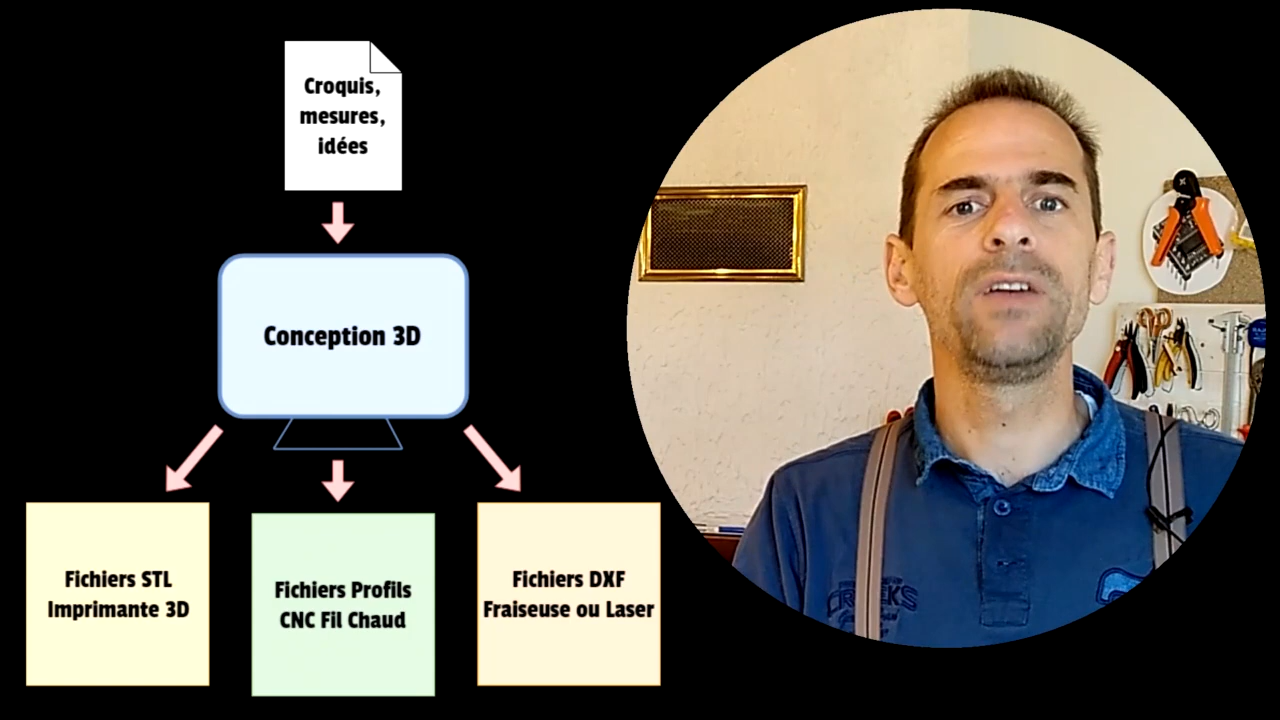 Croquis,
mesures,
idées
Conception 3D
Fichiers STL
Imprimante 3D
Fichiers Profils
CNC Fil Chaud
Fichiers DXF
Fraiseuse ou Laser